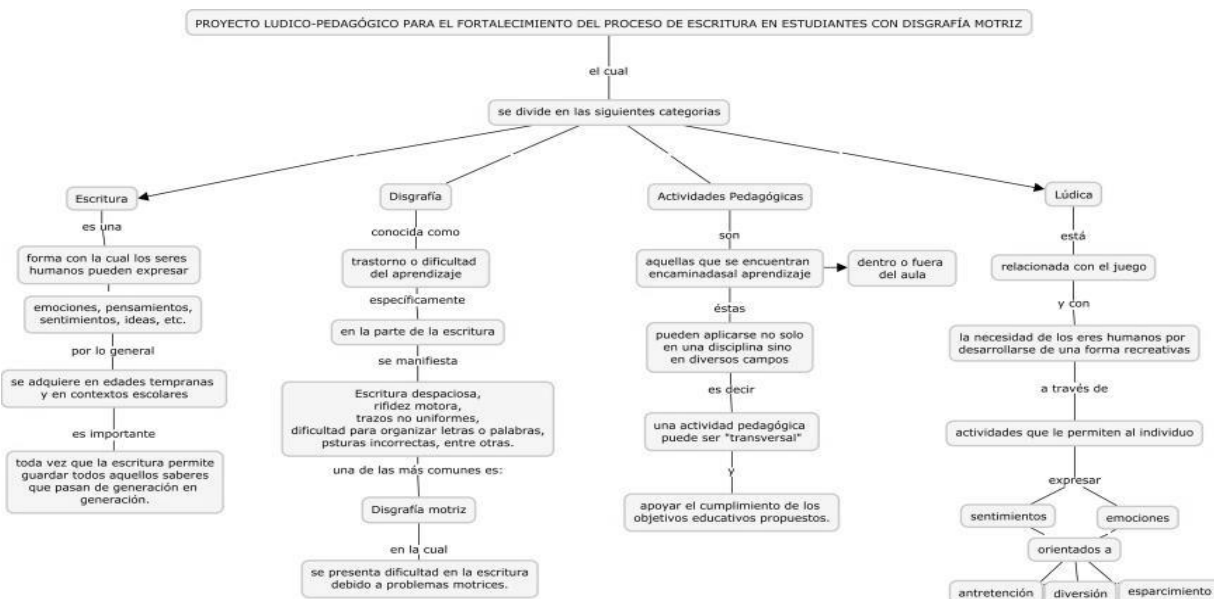 PROYECTO LUDICO-PEDAGÓGICO PARA EL FORTALECIMIENTO DEL PROCESO DE ESCRITURA EN ESTUDIANTES CON DISGRAFÍA MOTRIZ
el cual
se divide en las siguientes categorias
Escritura
es una
forma con la cual los seres
humanos pueden expresar
emociones, pensamientos,
sentimientos, ideas, etc.
por lo general
se adquiere en edades tempranas
y en contextos escolares
es importante
toda vez que la escritura permite
guardar todos aquellos saberes
que pasan de generación en
generación.
Disgrafía
conocida como
trastorno o dificultad
del aprendizaje
específicamente
en la parte de la escritura
se manifiesta
Escritura despaciosa,
rifidez motora,
trazos no uniformes,
dificultad para organizar letras o palabras,
psturas incorrectas, entre otras.
una de las más comunes es:
Disgrafía motriz
en la cual
se presenta dificultad en la escritura
debido a problemas motrices.
Actividades Pedagógicas
son
aquellas que se encuentran
encaminadasal aprendizaje
dentro o fuera
del aula
éstas
pueden aplicarse no solo
en una disciplina sino
en diversos campos
es decir
una actividad pedagógica
puede ser "transversal"
y
apoyar el cumplimiento de los
objetivos educativos propuestos.
Lúdica
está
relacionada con el juego
y con
la necesidad de los eres humanos por
desarrollarse de una forma recreativas
a través de
actividades que le permiten al individuo
expresar
sentimientos
emociones
orientados a
antretención
diversión
esparcimiento